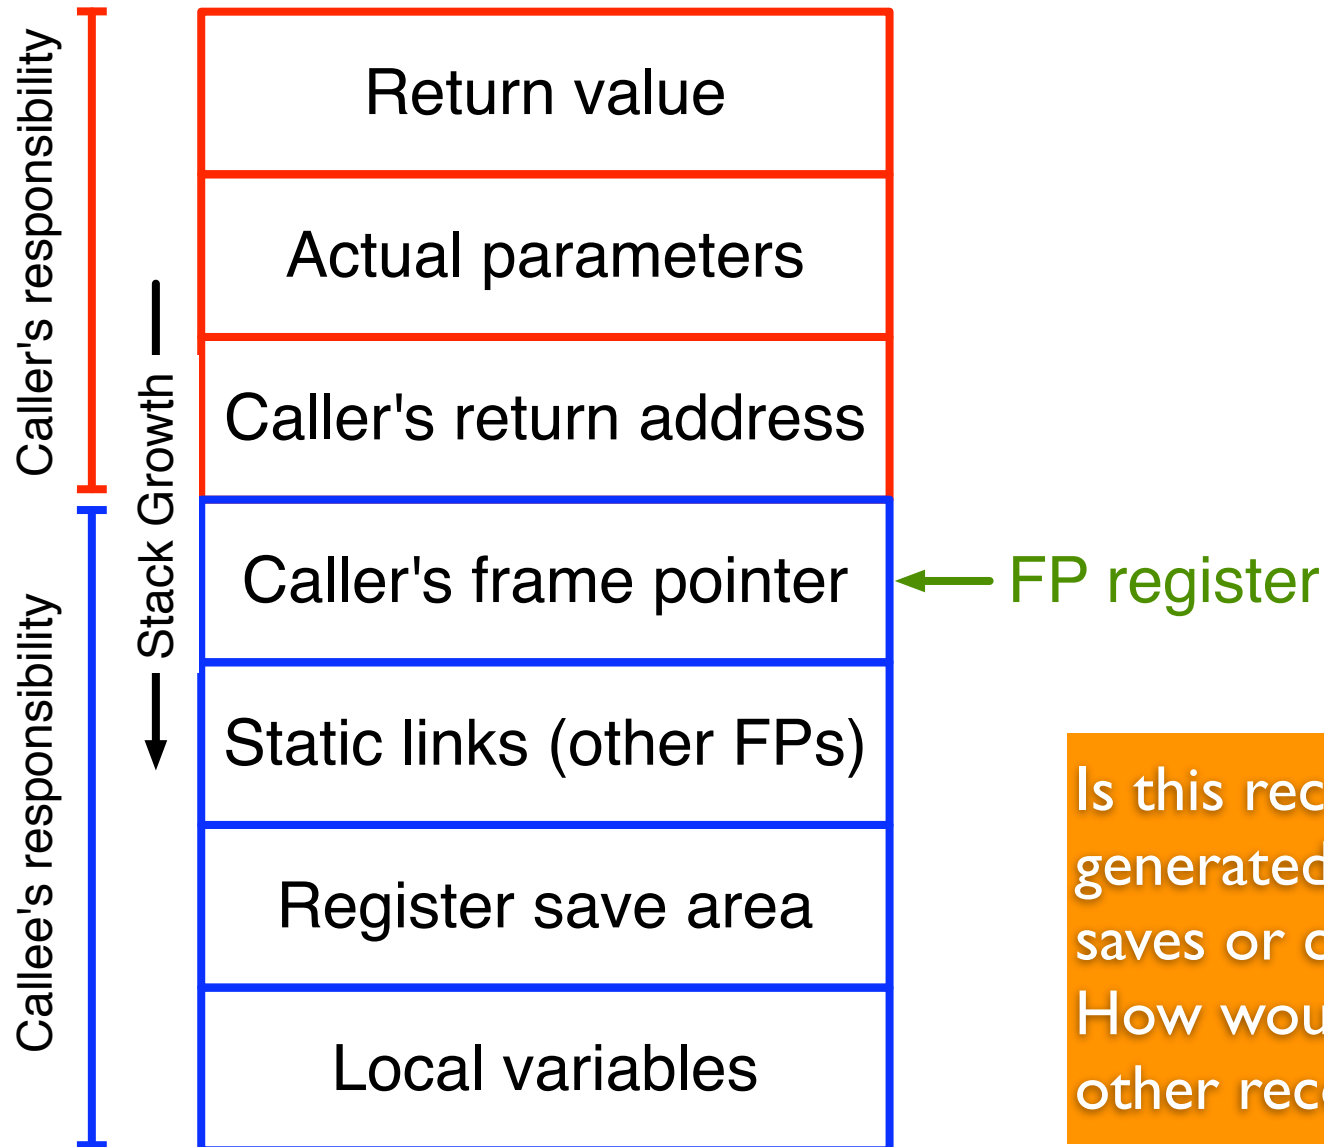 Caller's responsibility
Return value
Actual parameters
Stack Growth
Caller's return address
Caller's frame pointer
FP register
Callee's responsibility
Static links (other FPs)
Register save area
Local variables
Is this rec
generated
saves or
How wou
other rec